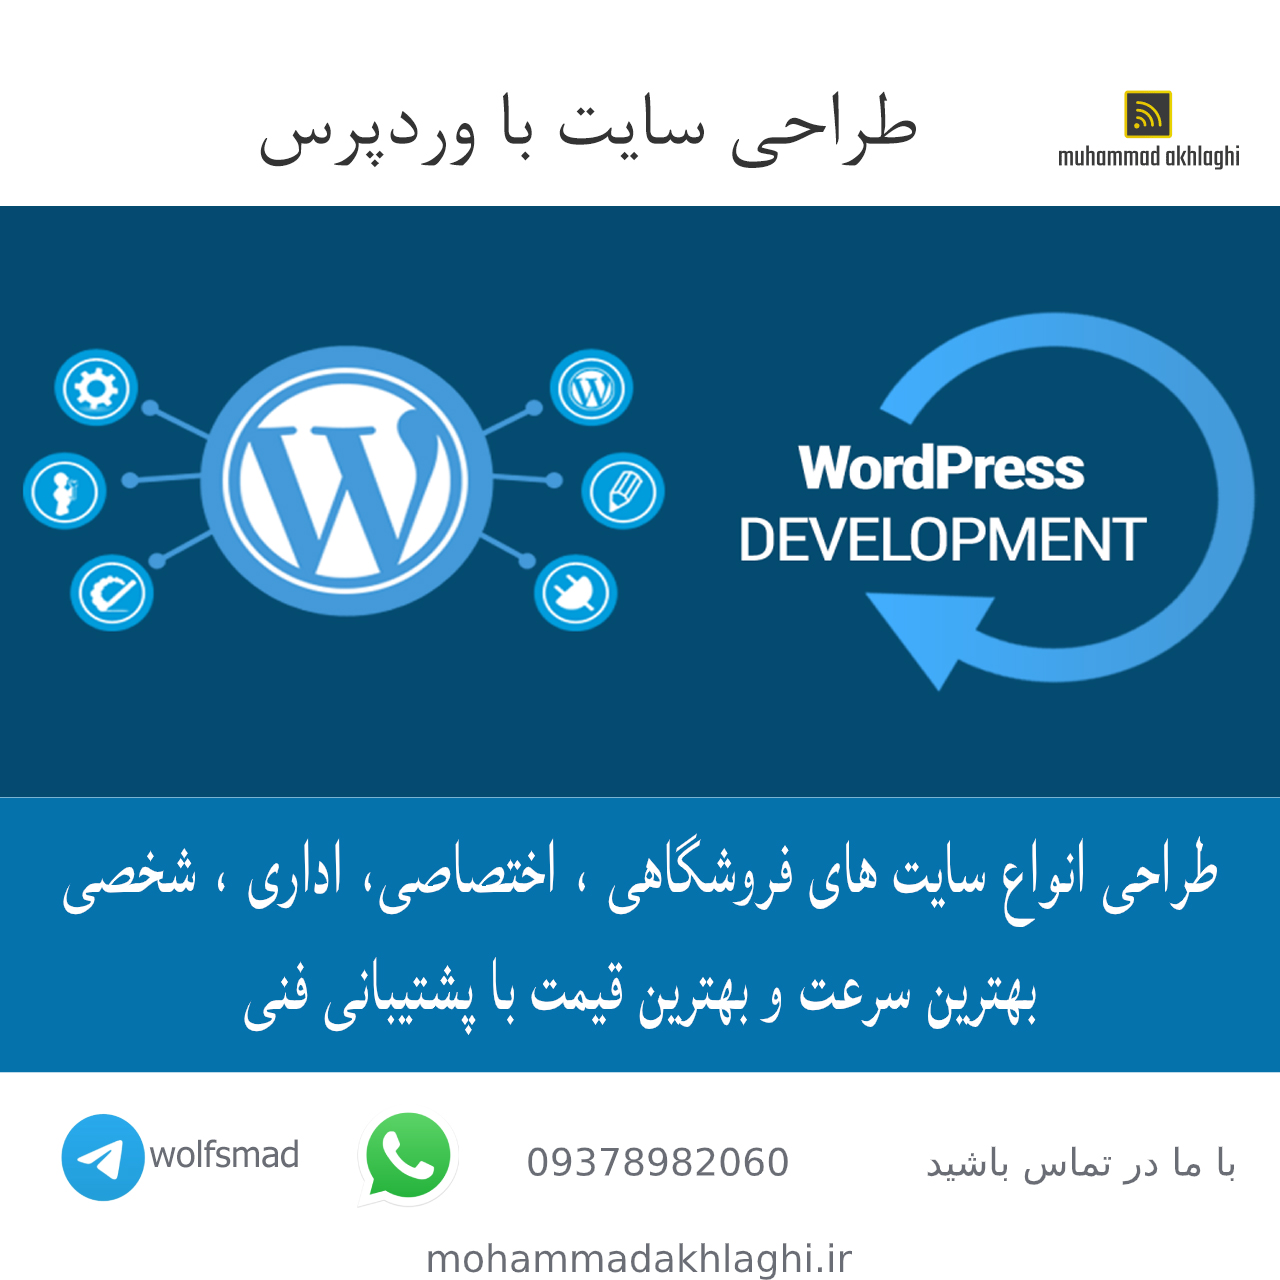 طراحی سایت با وردپرس
muhammad akhlaghi
WordPress
DEVELOPMENT
طراحی انواع سایت های فروشگاهی ، اختصاصی، اداری ، شخصی
بهترین سرعت و بهترین قیمت با پشتیبانی فنی
با ما در تماس باشید
09378982060
wolfsmad
mohammadakhlaghi.ir